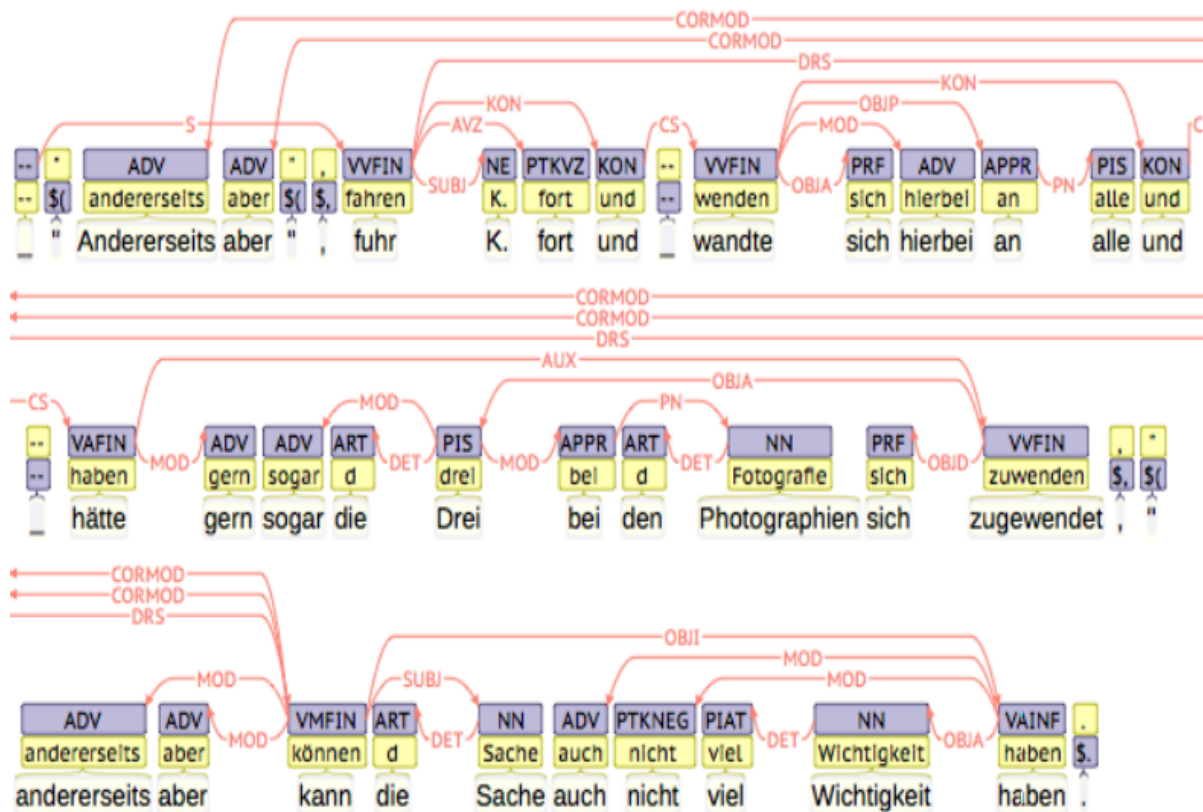 CORMOD
CORMOD
DRS
KON
KON OBJP
S AVZ CS MOD C
-- " ADV ADV " , VVFIN NE PTKVZ KON -- VVFIN PRF ADV APPR PIS KON
SUBJ OBJA PN
-- $( andererseits aber $( $, fahren K. fort und -- wenden sich hierbei an alle und
_ " Andererseits aber " , fuhr K. fort und _ wandte sich hierbei an alle und
CORMOD
CORMOD
DRS
AUX
OBJA
CS MOD PN
-- VAFIN ADV ADV ART PIS APPR ART NN PRF VVFIN , "
MOD DET MOD DET OBJD
-- haben gern sogar d drei bei d Fotografie sich zuwenden $, $(
_ hätte gern sogar die Drei bei den Photographien sich zugewendet , "
CORMOD
CORMOD
DRS
OBJI
MOD
MOD SUBJ MOD
ADV ADV VMFIN ART NN ADV PTKNEG PIAT NN VAINF .
MOD DET DET OBJA
andererseits aber können d Sache auch nicht viel Wichtigkeit haben $.
andererseits aber kann die Sache auch nicht viel Wichtigkeit haben .